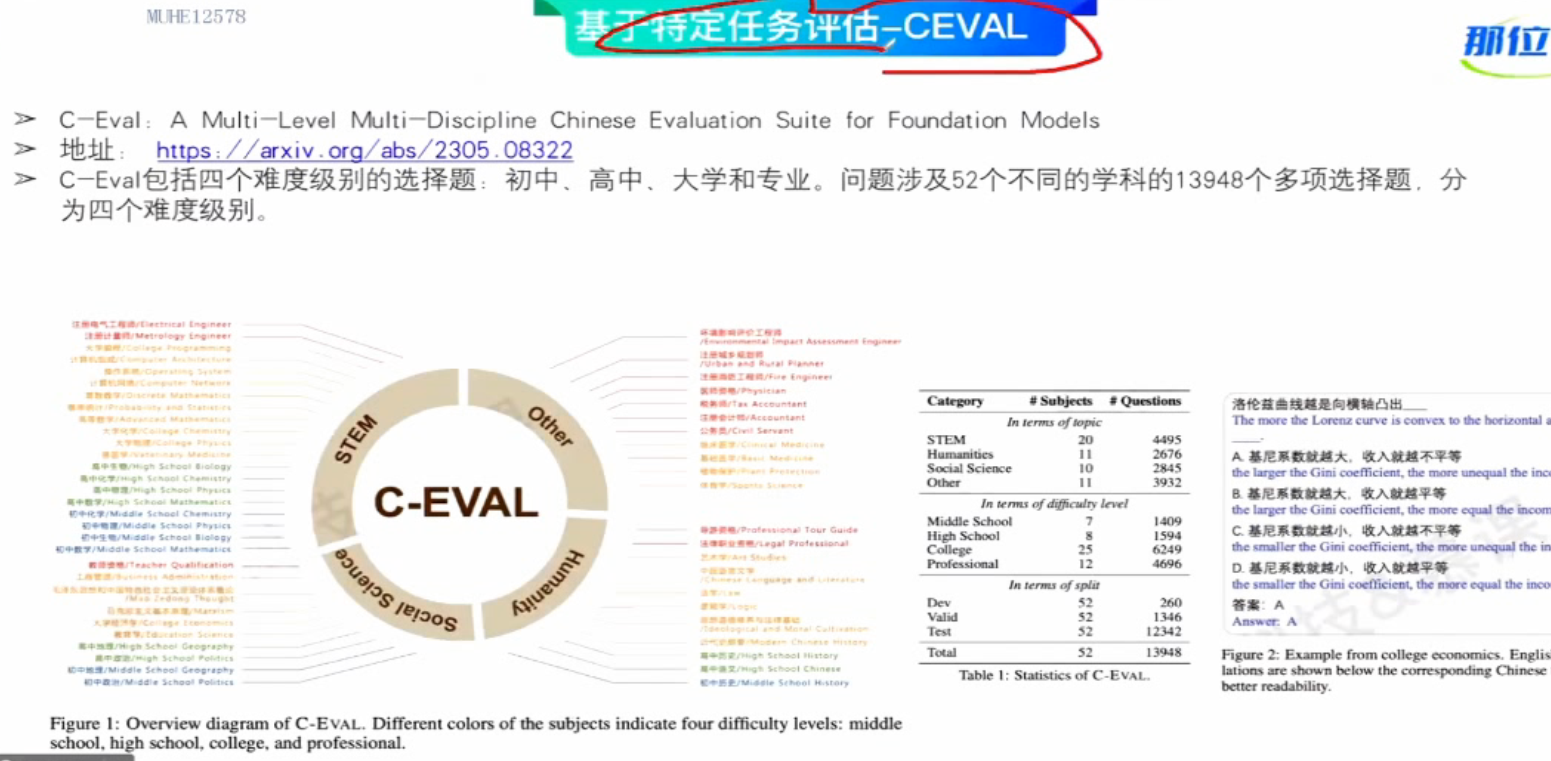 MUHE12578
基于特定任务评估-CEVAL
那位
➢ C-Eval: A Multi-Level Multi-Discipline Chinese Evaluation Suite for Foundation Models
➢ 地址: https://arxiv.org/abs/2305.08322
➢ C-Eval包括四个难度级别的选择题: 初中、高中、大学和专业。问题涉及52个不同的学科的13948个多项选择题, 分
为四个难度级别。
注册电气工程师/Electrical Engineer
注册计量师/Metrology Engineer
大学编程/College Programming
计算机组成/Computer Architecture
操作系统/Operating System
计算机网络/Computer Network
离散数学/Discrete Mathematics
概率统计/Probability and Statistics
高等数学/Advanced Mathematics
大学化学/College Chemistry
大学物理/College Physics
兽医学/Veterinary Medicine
高中生物/High School Biology
高中化学/High School Chemistry
高中物理/High School Physics
高中数学/High School Mathematics
初中化学/Middle School Chemistry
初中物理/Middle School Physics
初中生物/Middle School Biology
初中数学/Middle School Mathematics
教师资格/Teacher Qualification
工商管理/Business Administration
/Mao Zedong Thought
马克思主义基本原理/Marxism
大学经济学/College Economics
教育学/Education Science
高中地理/High School Geography
高中政治/High School Politics
初中地理/Middle School Geography
初中政治/Middle School Politics
STEM
Other
C-EVAL
Social Science
Humanity
环境影响评价工程师
/Environmental Impact Assessment Engineer
注册城乡规划师
/Urban and Rural Planner
注册消防工程师/Fire Engineer
医师资格/Physician
税务师/Tax Accountant
注册会计师/Accountant
公务员/Civil Servant
临床医学/Clinical Medicine
基础医学/Basic Medicine
植物保护/Plant Protection
体育学/Sports Science
导游资格/Professional Tour Guide
法律职业资格/Legal Professional
艺术学/Art Studies
中国语言文学
/Chinese Language and Literature
法学/Law
逻辑学/Logic
思想道德修养与法律基础
/Ideological and Moral Cultivation
近代史纲要/Modern Chinese History
高中历史/High School History
高中语文/High School Chinese
初中历史/Middle School History
Figure 1: Overview diagram of C-EVAL. Different colors of the subjects indicate four difficulty levels: middle
school, high school, college, and professional.
Category # Subjects # Questions
In terms of topic
STEM 20 4495
Humanities 11 2676
Social Science 10 2845
Other 11 3932
In terms of difficulty level
Middle School 7 1409
High School 8 1594
College 25 6249
Professional 12 4696
In terms of split
Dev 52 260
Valid 52 1346
Test 52 12342
Total 52 13948
Table 1: Statistics of C-EVAL.
洛伦兹曲线越是向横轴凸出___
The more the Lorenz curve is convex to the horizontal a
___.
A. 基尼系数就越大, 收入就越不平等
the larger the Gini coefficient, the more unequal the inc
B. 基尼系数就越大, 收入就越平等
the larger the Gini coefficient, the more equal the incom
C. 基尼系数就越小, 收入就越不平等
the smaller the Gini coefficient, the more unequal the in
D. 基尼系数就越小, 收入就越平等
the smaller the Gini coefficient, the more equal the inco
答案: A
Answer: A
Figure 2: Example from college economics. Englis
lations are shown below the corresponding Chinese
better readability.